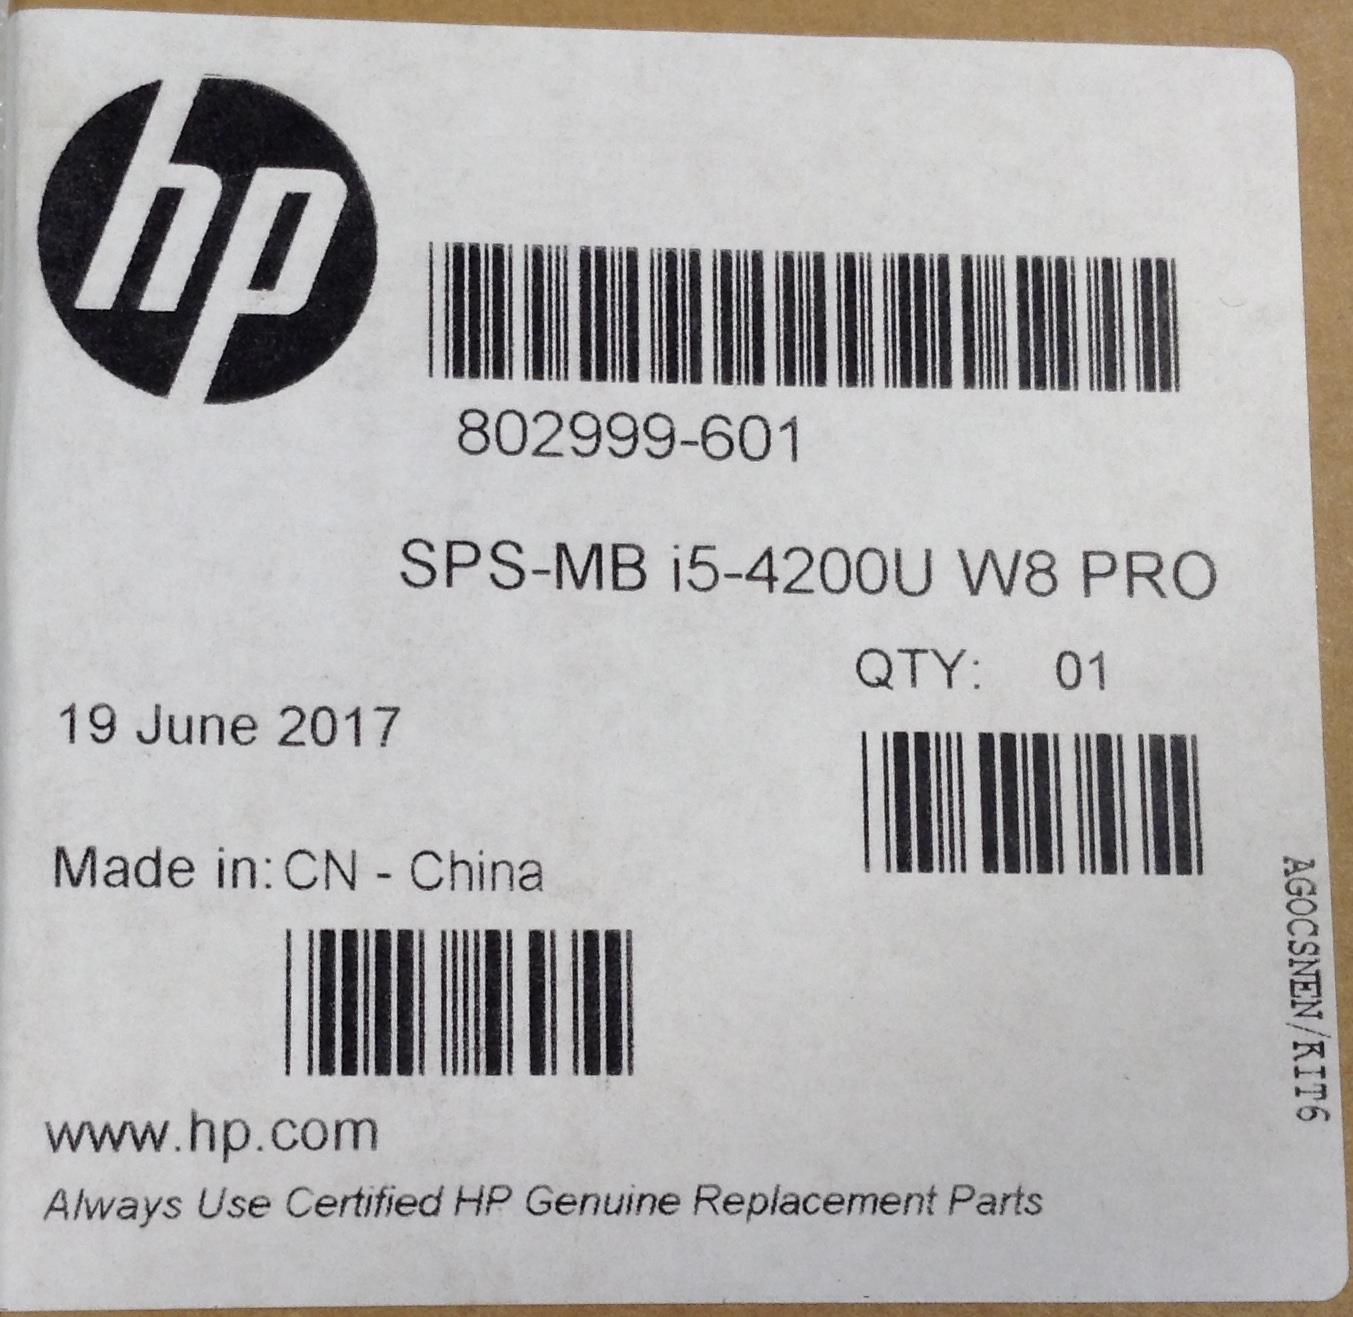 hp
802999-601
SPS-MB i5-4200U W8 PRO
QTY: 01
19 June 2017
Made in: CN - China
www.hp.com
Always Use Certified HP Genuine Replacement Parts
AGOCSNEN/KIT6